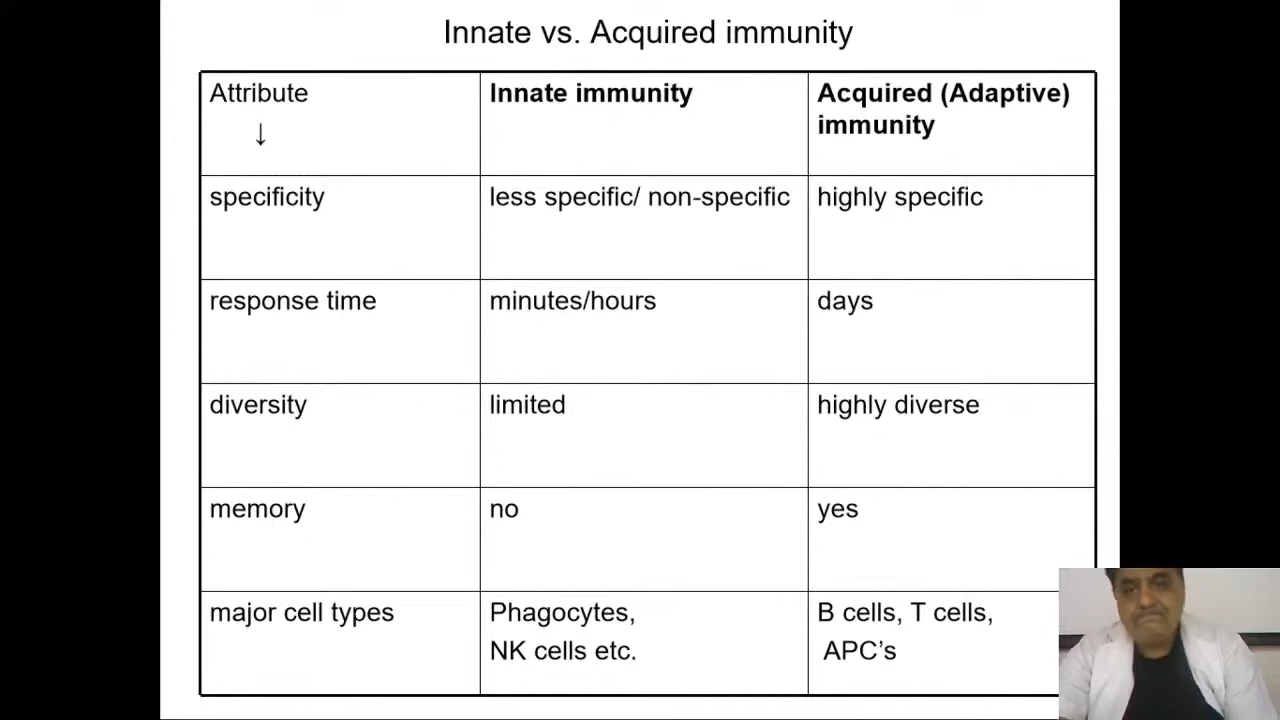 Innate vs. Acquired immunity
Attribute
↓
Innate immunity
Acquired (Adaptive)
immunity
specificity
less specific/ non-specific
highly specific
response time
minutes/hours
days
diversity
limited
highly diverse
memory
no
yes
major cell types
Phagocytes,
NK cells etc.
B cells, T cells,
APC’s